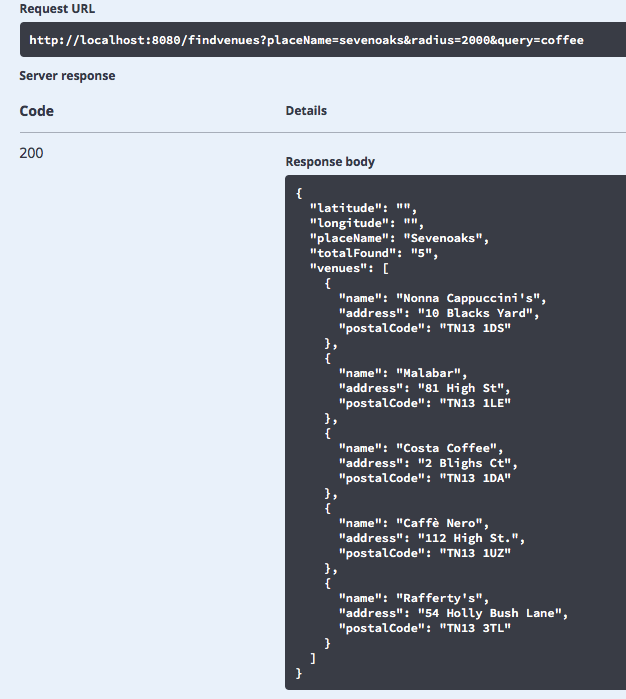 Request URL
http://localhost:8080/findvenues?placeName=sevenoaks&radius=2000&query=coffee
Server response
Code Details
200
Response body
{
  "latitude": "",
  "longitude": "",
  "placeName": "Sevenoaks",
  "totalFound": "5",
  "venues": [
    {
      "name": "Nonna Cappuccini's",
      "address": "10 Blacks Yard",
      "postalCode": "TN13 1DS"
    },
    {
      "name": "Malabar",
      "address": "81 High St",
      "postalCode": "TN13 1LE"
    },
    {
      "name": "Costa Coffee",
      "address": "2 Blighs Ct",
      "postalCode": "TN13 1DA"
    },
    {
      "name": "Caffè Nero",
      "address": "112 High St.",
      "postalCode": "TN13 1UZ"
    },
    {
      "name": "Rafferty's",
      "address": "54 Holly Bush Lane",
      "postalCode": "TN13 3TL"
    }
  ]
}